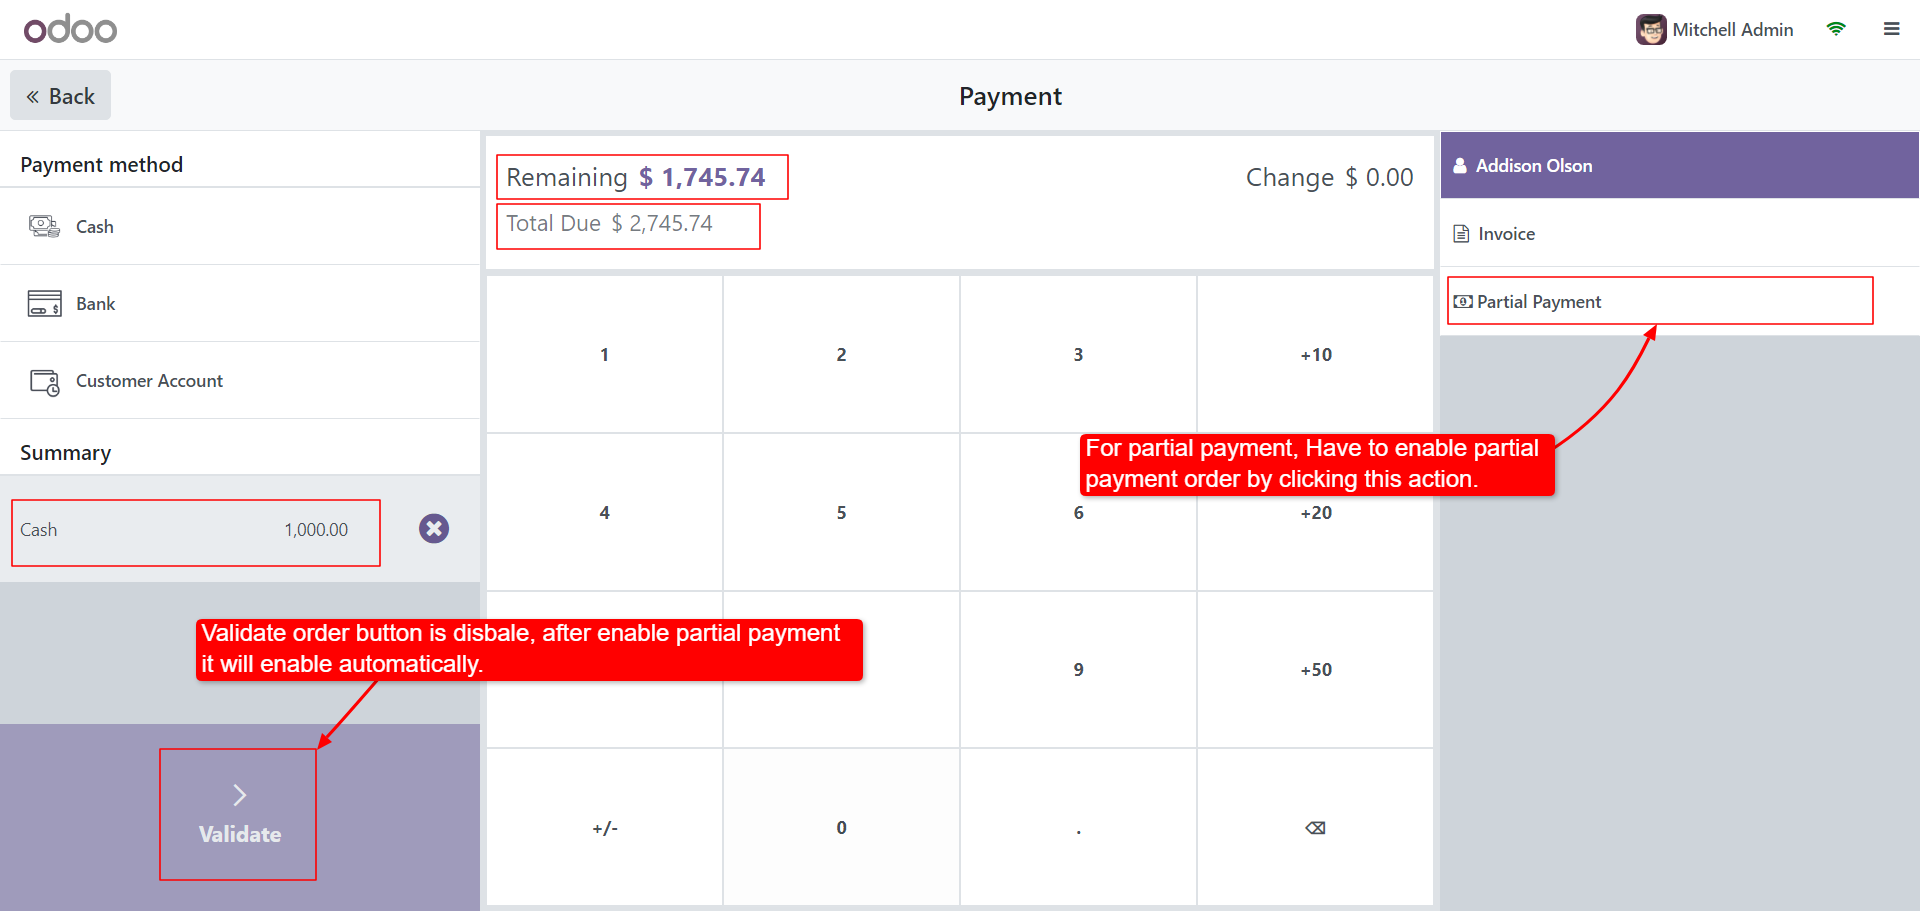 odoo
Mitchell Admin
Back
Payment
Payment method
Cash
Bank
Customer Account
Summary
Cash 1,000.00
Validate
Remaining $ 1,745.74
Change $ 0.00
Total Due $ 2,745.74
1 2 3 +10
4 5 6 +20
9 +50
+/- 0 .
Addison Olson
Invoice
Partial Payment
For partial payment, Have to enable partial
payment order by clicking this action.
Validate order button is disbale, after enable partial payment
it will enable automatically.